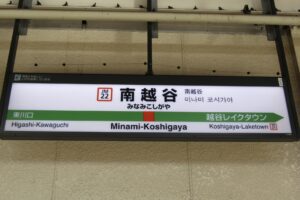 JM
22
南越谷
みなみこしがや
南越谷
미나미 코시가야
東川口
Higashi-Kawaguchi
Minami-Koshigaya
越谷レイクタウン
Koshigaya-Laketown